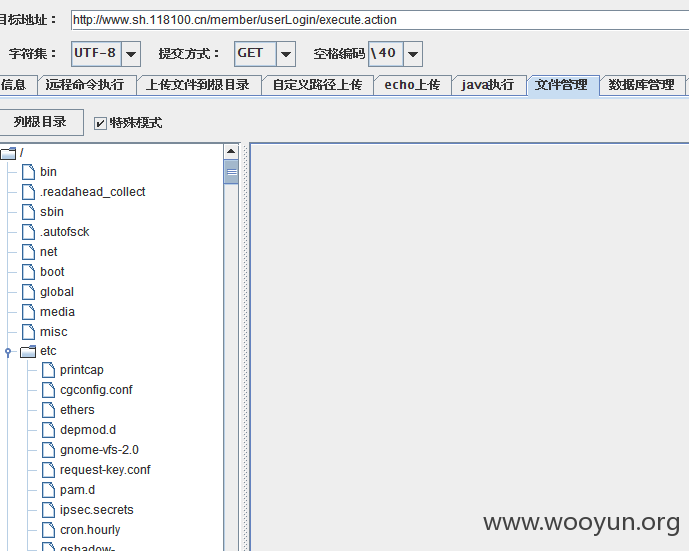 目标地址： http://www.sh.118100.cn/member/userLogin/execute.action
字符集： UTF-8 提交方式： GET 空格编码 \40
信息 远程命令执行 上传文件到根目录 自定义路径上传 echo上传 java执行 文件管理 数据库管理
列根目录 特殊模式
/
bin
.readahead_collect
sbin
.autofsck
net
boot
global
media
misc
etc
printcap
cgconfig.conf
ethers
depmod.d
gnome-vfs-2.0
request-key.conf
pam.d
ipsec.secrets
cron.hourly
gshadow-
www.wooyun.org